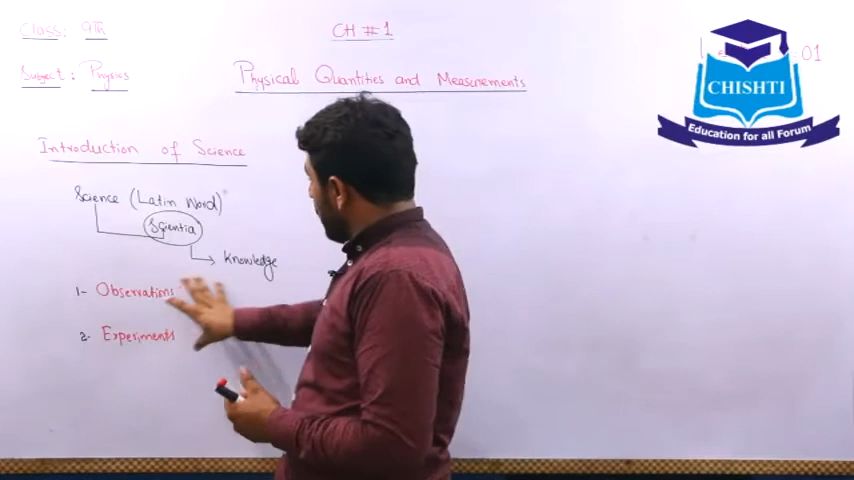 Class: 9th
CH # 1
01
Subject: Physics
Physical Quantities and Measurements
CHISHTI
Education for all Forum
Introduction of Science
Science (Latin Word)
Scientia
Knowledge
1- Observations
2- Experiments